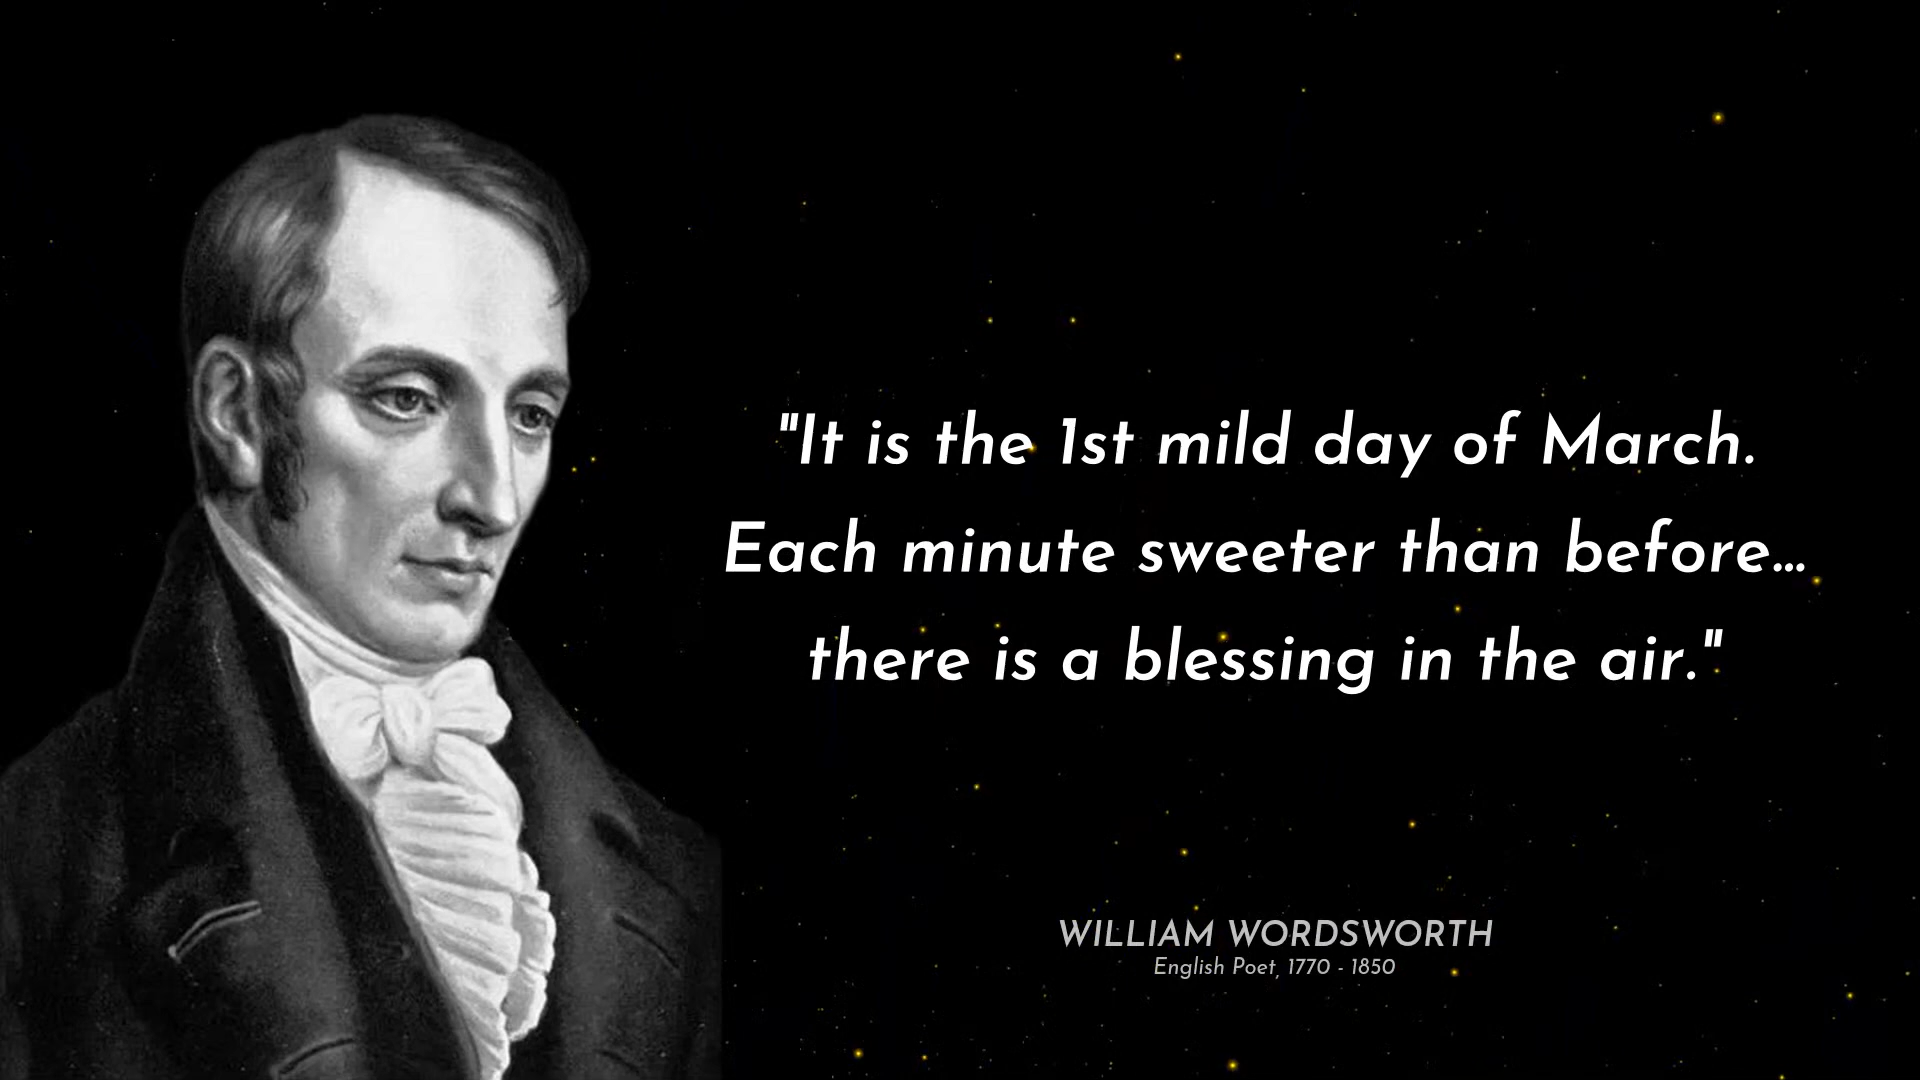 "It is the 1st mild day of March.
Each minute sweeter than before...
there is a blessing in the air."
WILLIAM WORDSWORTH
English Poet, 1770 - 1850